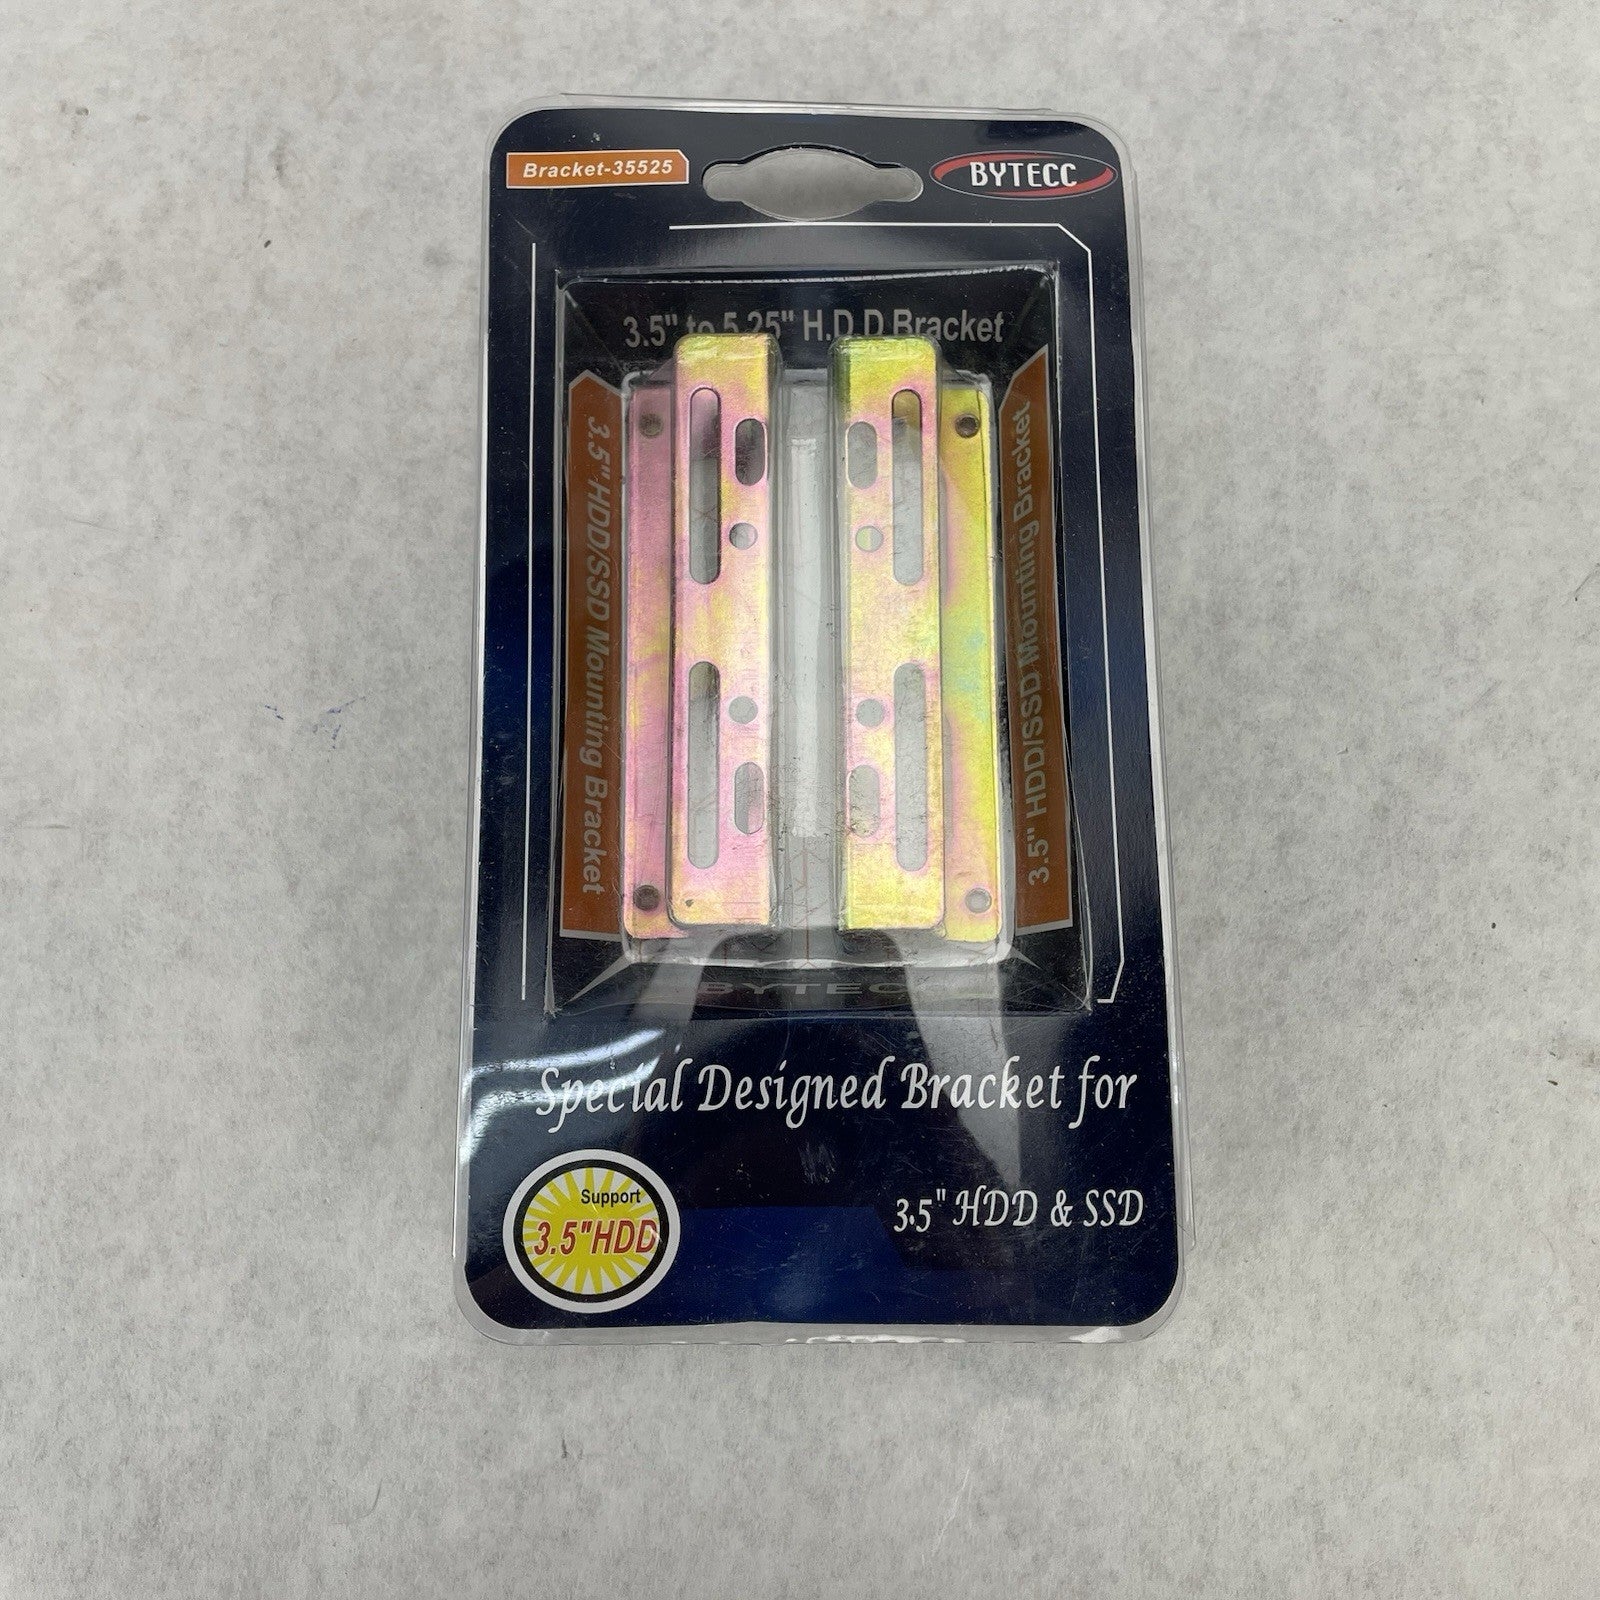 Bracket-35525
BYTECC
3.5" to 5.25" H.D.D Bracket
3.5" HDD/SSD Mounting Bracket
3.5" HDD/SSD Mounting Bracket
BYTECC
Special Designed Bracket for
3.5" HDD & SSD
Support
3.5"HDD